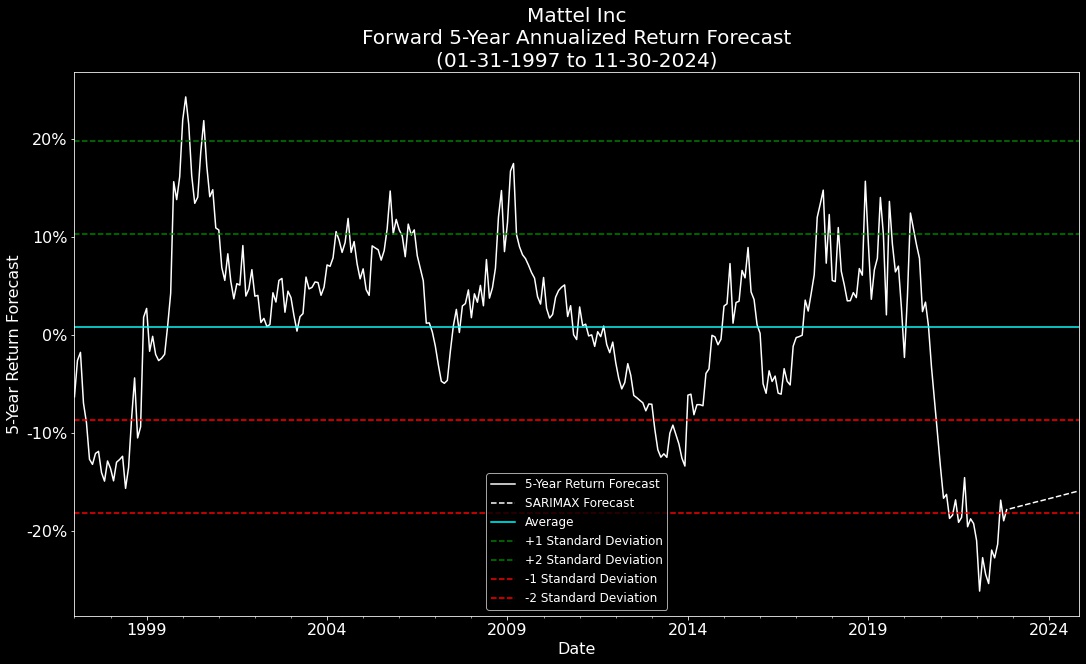 Mattel Inc
Forward 5-Year Annualized Return Forecast
(01-31-1997 to 11-30-2024)
5-Year Return Forecast
20%
10%
0%
-10%
-20%
5-Year Return Forecast
SARIMAX Forecast
Average
+1 Standard Deviation
+2 Standard Deviation
-1 Standard Deviation
-2 Standard Deviation
1999
2004
2009
2014
2019
2024
Date